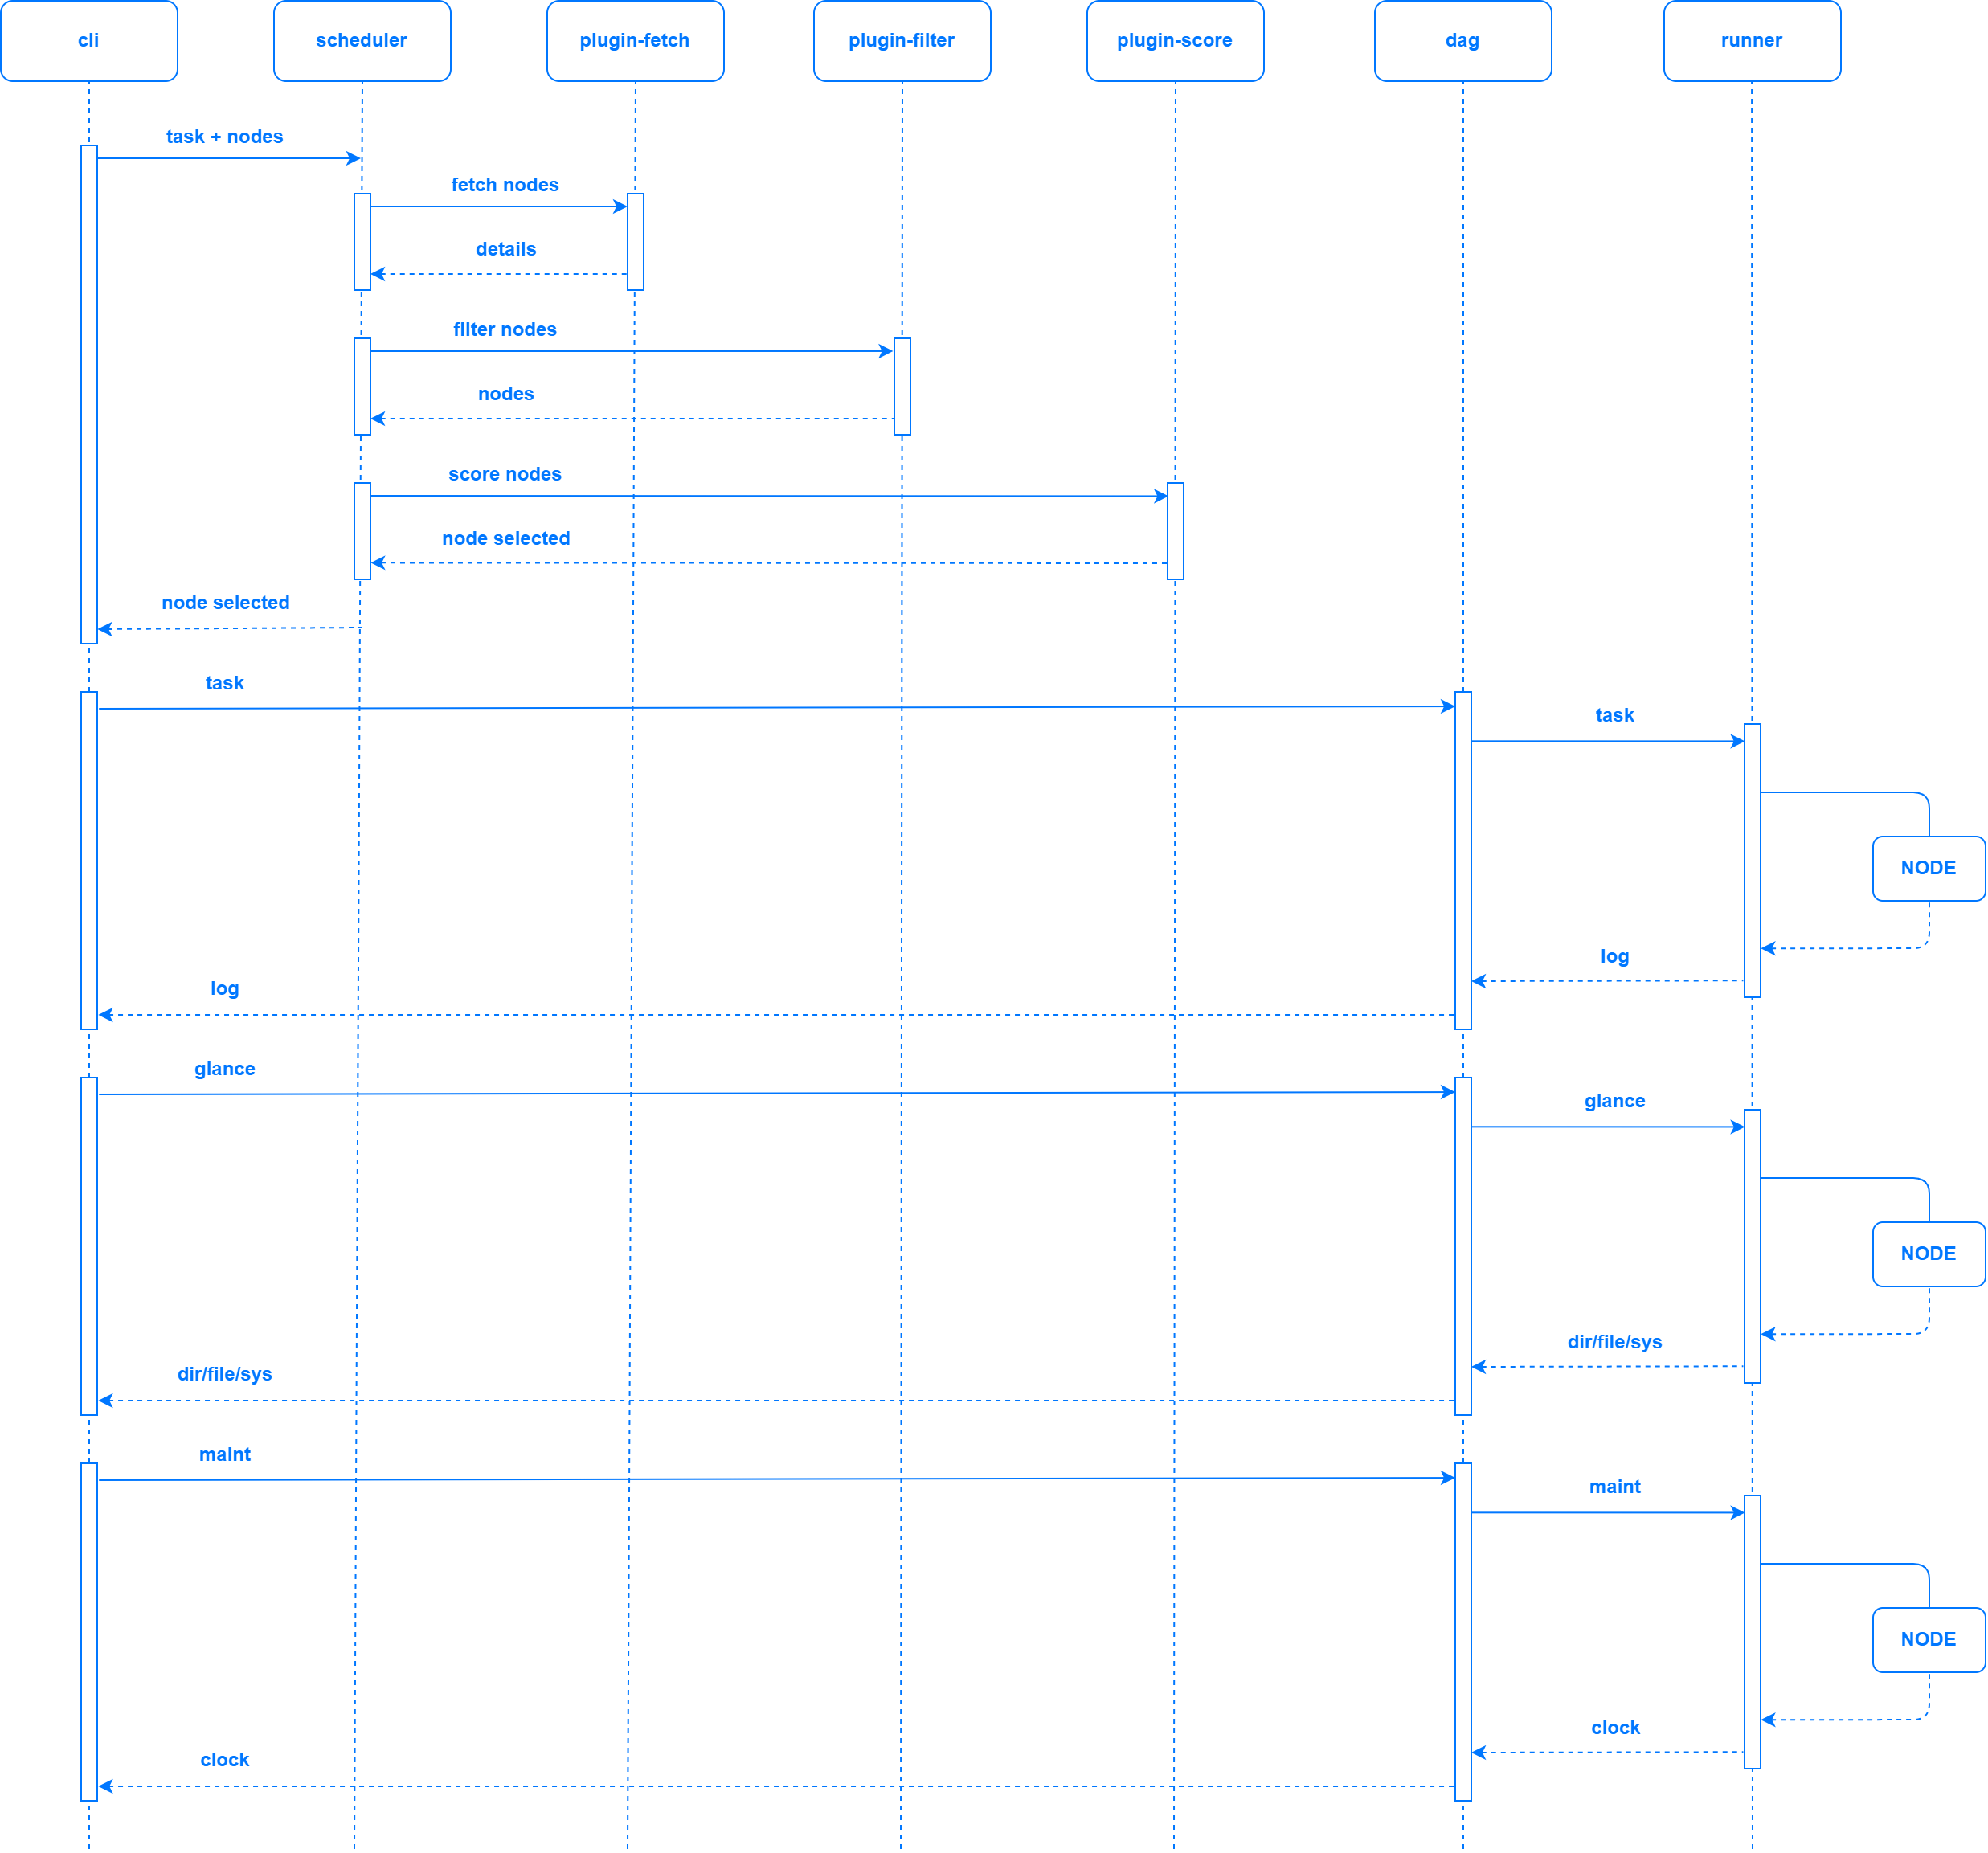 cli
scheduler
plugin-fetch
plugin-filter
plugin-score
dag
runner
task + nodes
fetch nodes
details
filter nodes
nodes
score nodes
node selected
node selected
task
task
NODE
log
log
glance
glance
NODE
dir/file/sys
dir/file/sys
maint
maint
NODE
clock
clock